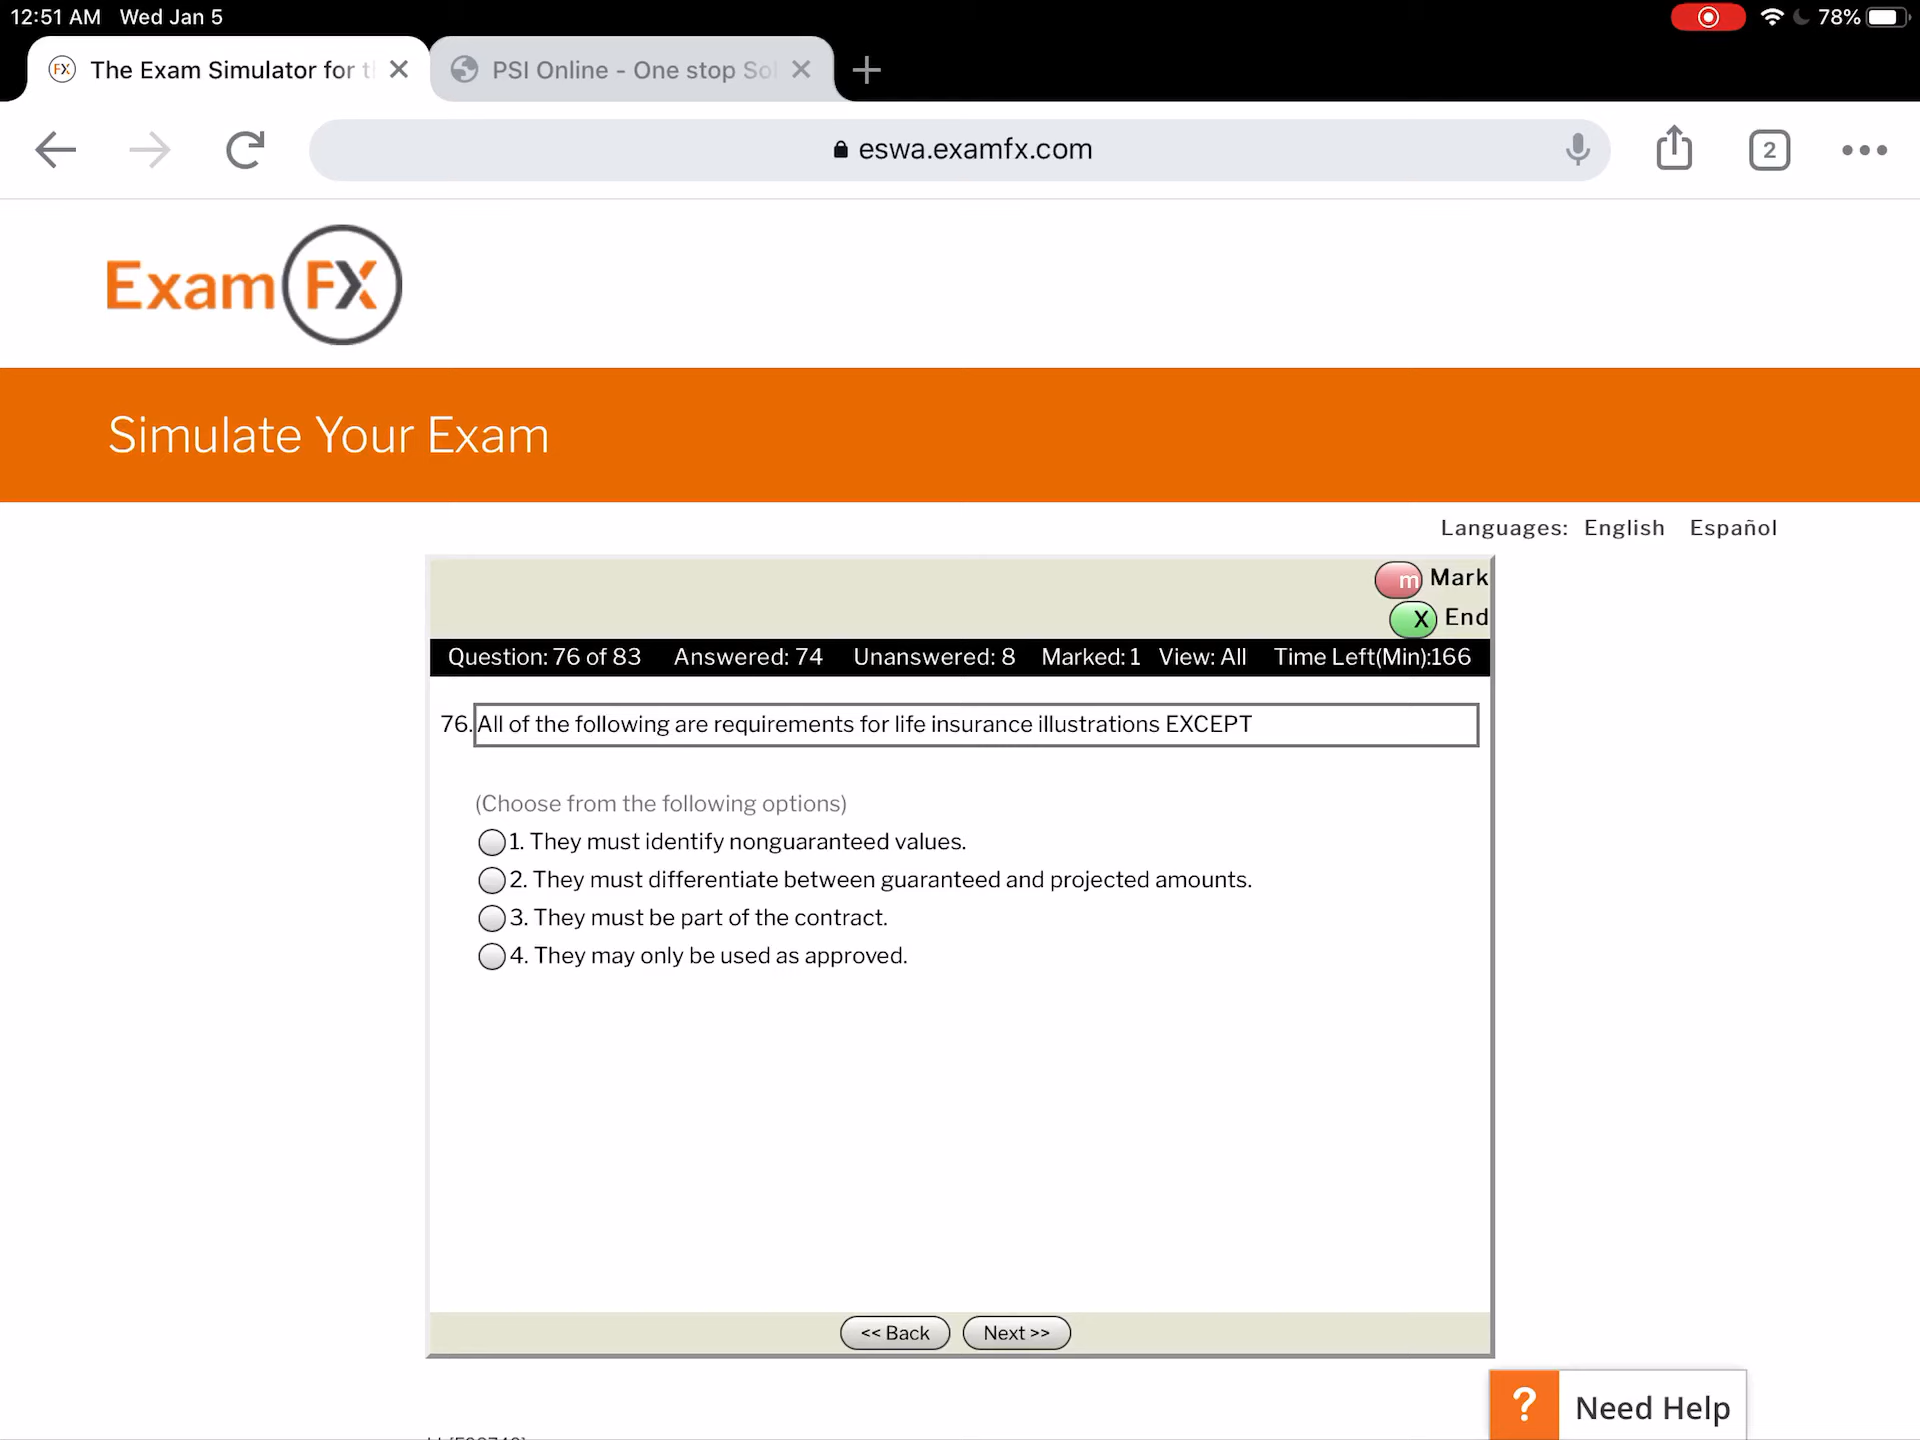 12:51 AM Wed Jan 5
78%
FX The Exam Simulator for t
PSI Online - One stop Sol
eswa.examfx.com
2
Exam FX
Simulate Your Exam
Languages: English Español
m Mark
X End
Question: 76 of 83 Answered: 74 Unanswered: 8 Marked: 1 View: All Time Left(Min):166
76. All of the following are requirements for life insurance illustrations EXCEPT
(Choose from the following options)
1. They must identify nonguaranteed values.
2. They must differentiate between guaranteed and projected amounts.
3. They must be part of the contract.
4. They may only be used as approved.
<< Back Next >>
? Need Help